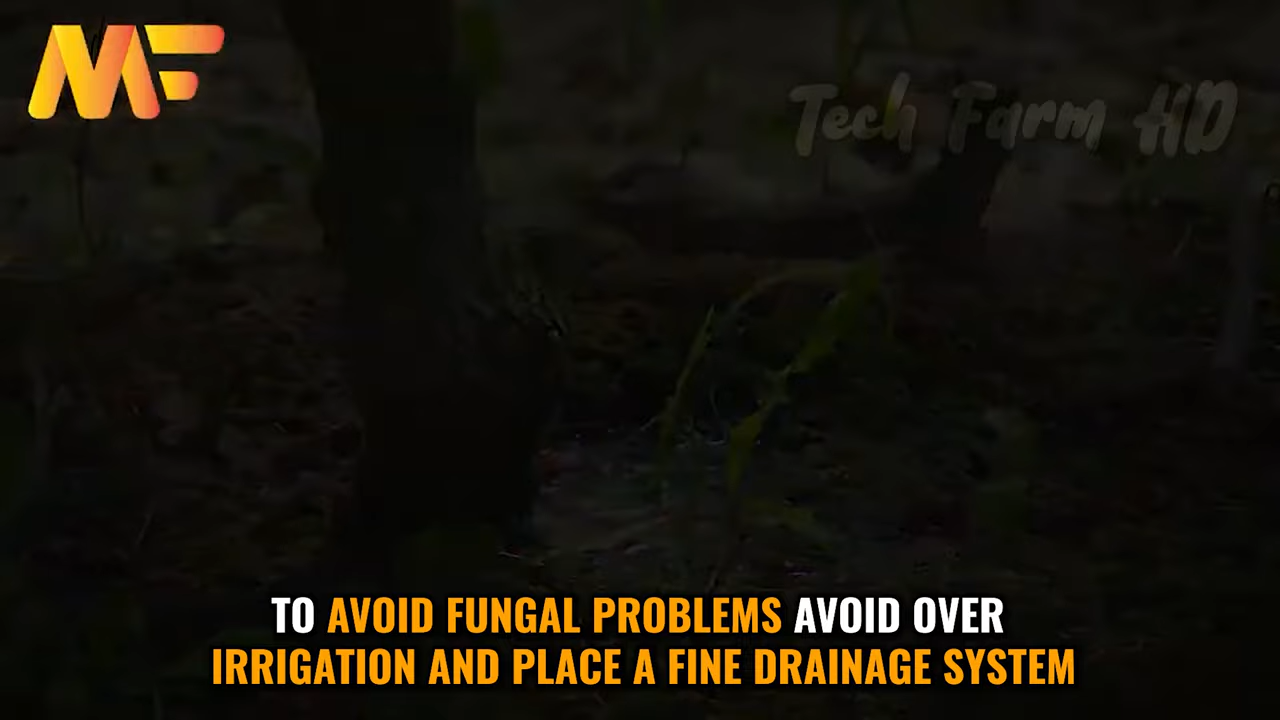 MF
Tech Farm HD
TO AVOID FUNGAL PROBLEMS AVOID OVER
IRRIGATION AND PLACE A FINE DRAINAGE SYSTEM